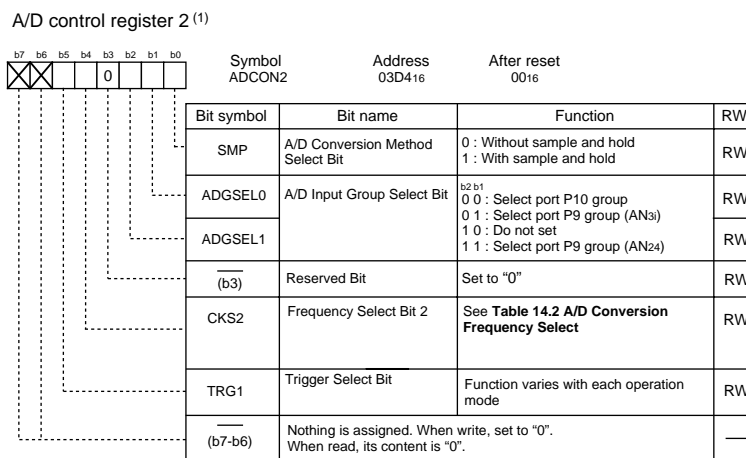 A/D control register 2 (1)
b7 b6 b5 b4 b3 b2 b1 b0
0
Symbol Address After reset
ADCON2 03D416 0016
Bit symbol Bit name Function RW
SMP A/D Conversion Method Select Bit 0 : Without sample and hold
1 : With sample and hold RW
ADGSEL0 A/D Input Group Select Bit b2 b1
0 0 : Select port P10 group
0 1 : Select port P9 group (AN3i)
1 0 : Do not set
1 1 : Select port P9 group (AN24)
RW
ADGSEL1 RW
(b3) Reserved Bit Set to “0” RW
CKS2 Frequency Select Bit 2 See Table 14.2 A/D Conversion
Frequency Select RW
TRG1 Trigger Select Bit Function varies with each operation
mode RW
(b7-b6) Nothing is assigned. When write, set to “0”.
When read, its content is “0”. —